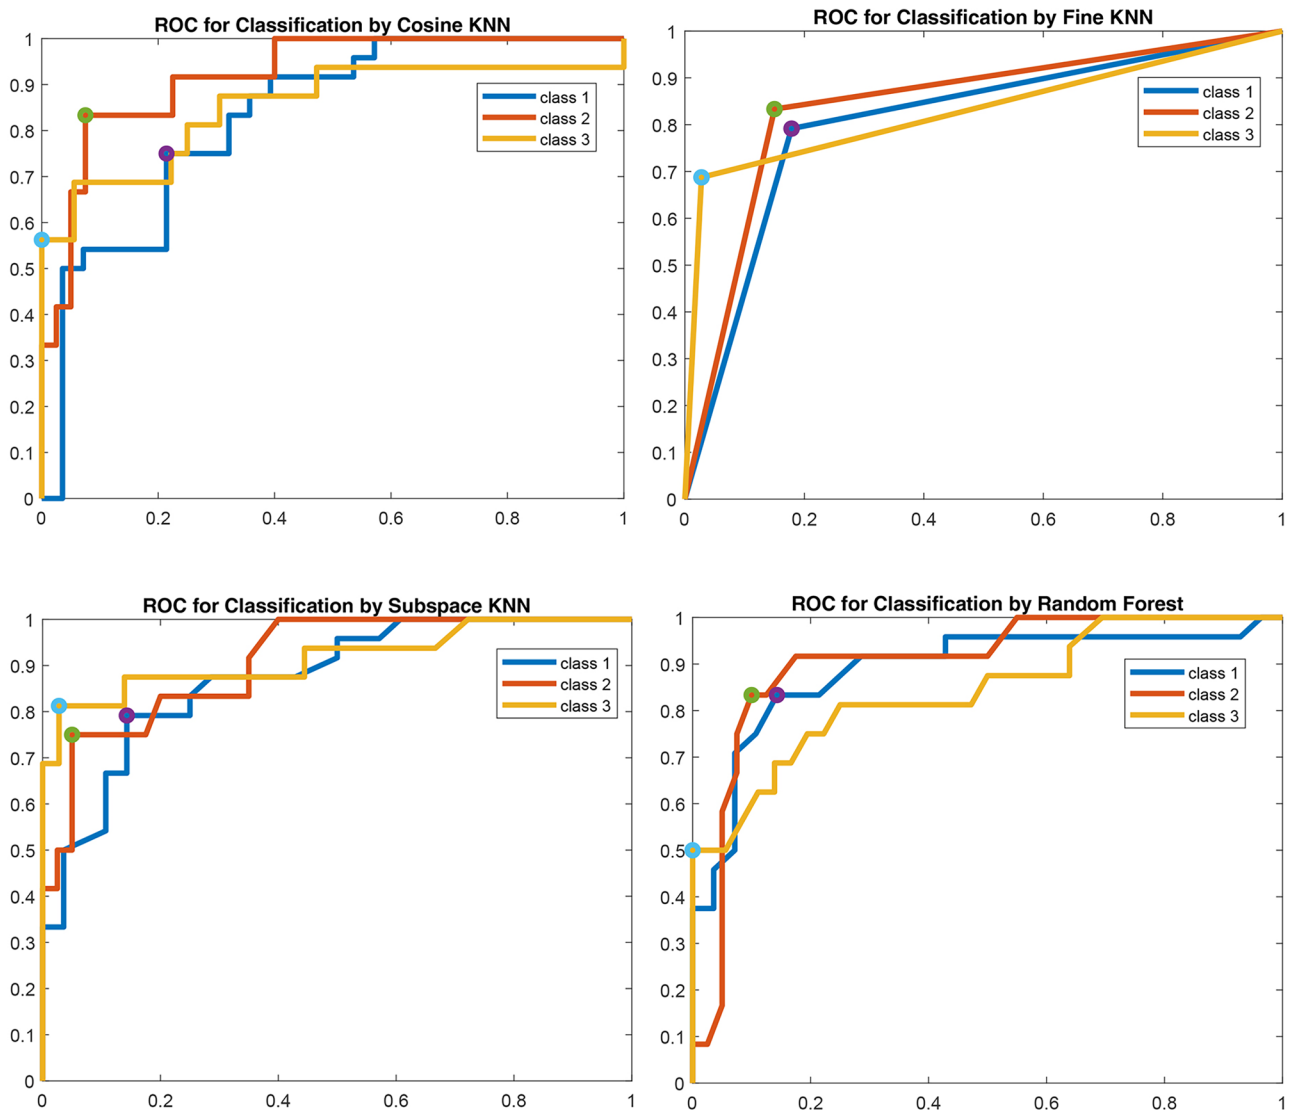 ROC for Classification by Cosine KNN
1
0.9
0.8
0.7
0.6
0.5
0.4
0.3
0.2
0.1
0
0 0.2 0.4 0.6 0.8 1
class 1
class 2
class 3
ROC for Classification by Fine KNN
1
0.9
0.8
0.7
0.6
0.5
0.4
0.3
0.2
0.1
0
0 0.2 0.4 0.6 0.8 1
class 1
class 2
class 3
ROC for Classification by Subspace KNN
1
0.9
0.8
0.7
0.6
0.5
0.4
0.3
0.2
0.1
0
0 0.2 0.4 0.6 0.8 1
class 1
class 2
class 3
ROC for Classification by Random Forest
1
0.9
0.8
0.7
0.6
0.5
0.4
0.3
0.2
0.1
0
0 0.2 0.4 0.6 0.8 1
class 1
class 2
class 3